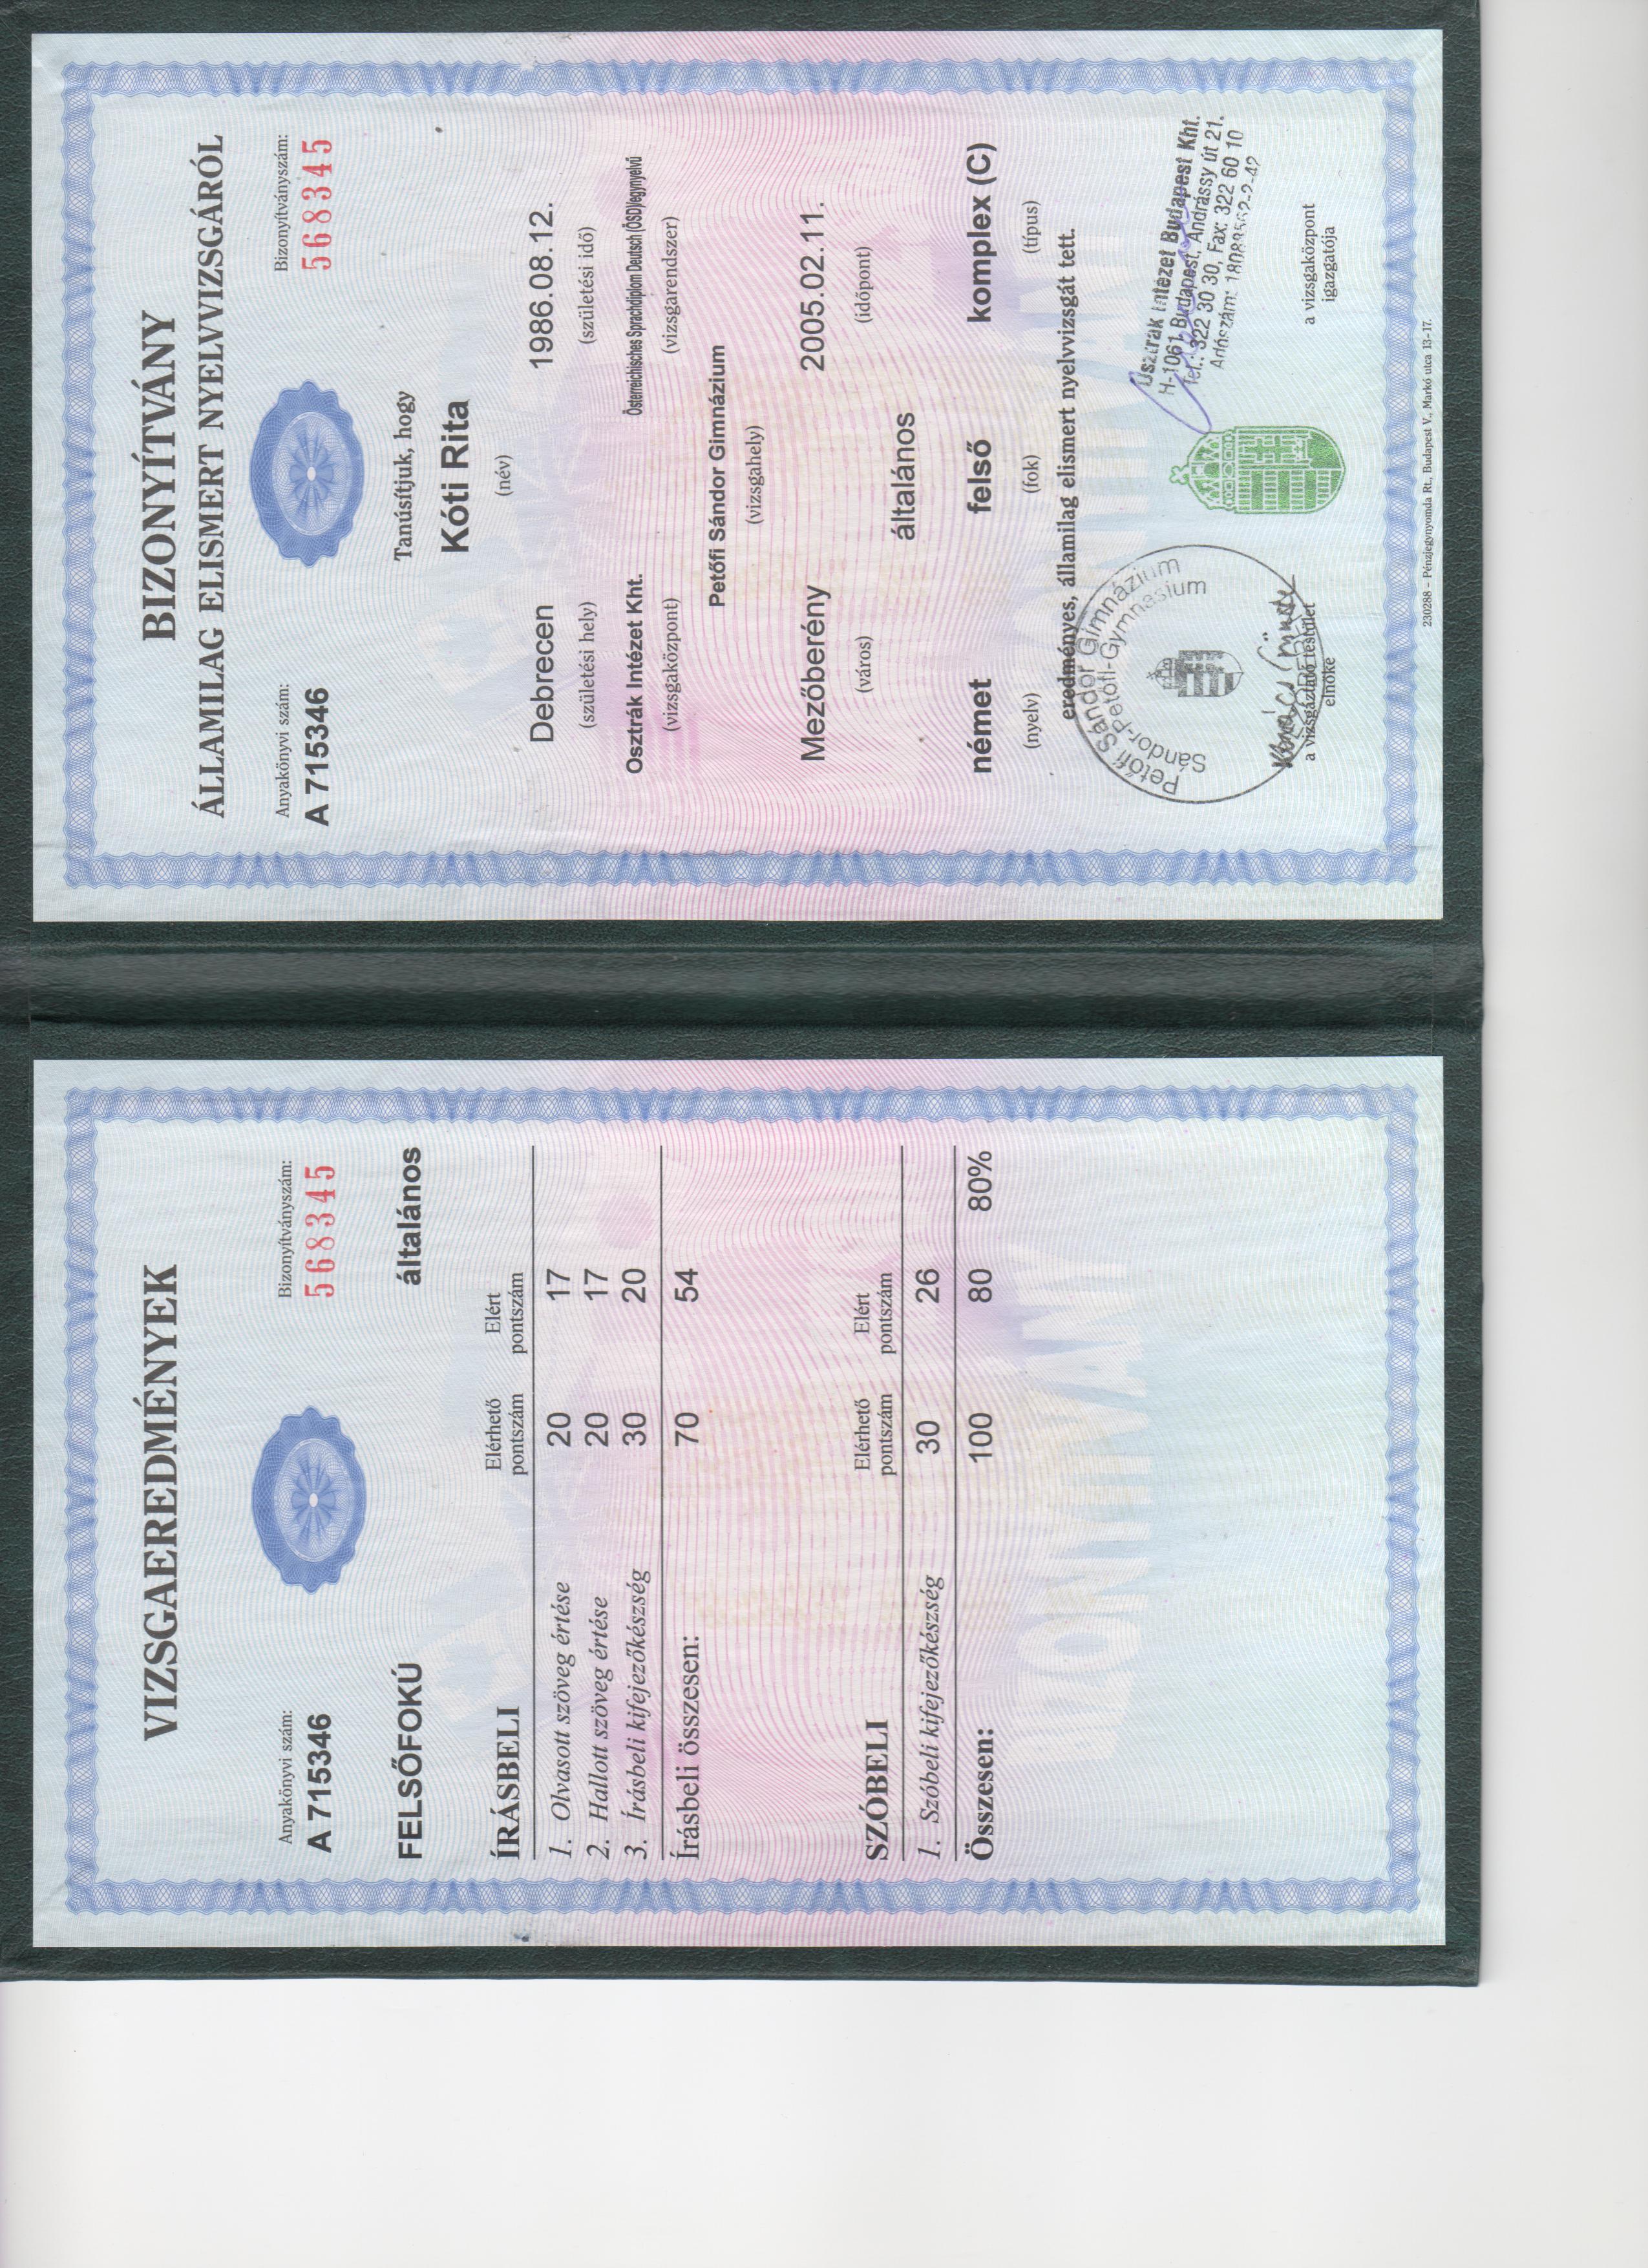 VIZSGAEREDMÉNYEK
Anyakönyvi szám:
Bizonyítványszám:
A 715346
568345
FELSŐFOKÚ
általános
ÍRÁSBELI
Elérhető pontszám
Elért pontszám
1. Olvasott szöveg értése 20 17
2. Hallott szöveg értése 20 17
3. Írásbeli kifejezőkészség 30 20
Írásbeli összesen: 70 54
SZÓBELI
Elérhető pontszám
Elért pontszám
1. Szóbeli kifejezőkészség 30 26
Összesen: 100 80 80%
BIZONYÍTVÁNY
ÁLLAMILAG ELISMERT NYELVVIZSGÁRÓL
Anyakönyvi szám:
Bizonyítványszám:
A 715346
568345
Tanúsítjuk, hogy
Kóti Rita
(név)
Debrecen 1986.08.12.
(születési hely) (születési idő)
Osztrák Intézet Kht. Österreichisches Sprachdiplom Deutsch (ÖSD)/egynyelvű
(vizsgaközpont) (vizsgarendszer)
Petőfi Sándor Gimnázium
(vizsgahely)
Mezőberény 2005.02.11.
(város) (időpont)
általános
német felső komplex (C)
(nyelv) (fok) (típus)
eredményes, államilag elismert nyelvvizsgát tett.
Petőfi Sándor Gimnázium
Sándor-Petőfi-Gymnasium
Osztrák Intézet Budapest Kht.
H-1061 Budapest, Andrássy út 21.
Tel.: 322 30 30, Fax: 322 60 10
Adószám: 18088562-2-42
a vizsgáztató testület
elnöke
a vizsgaközpont
igazgatója
230288 - Pénzjegynyomda Rt., Budapest V., Markó utca 13-17.